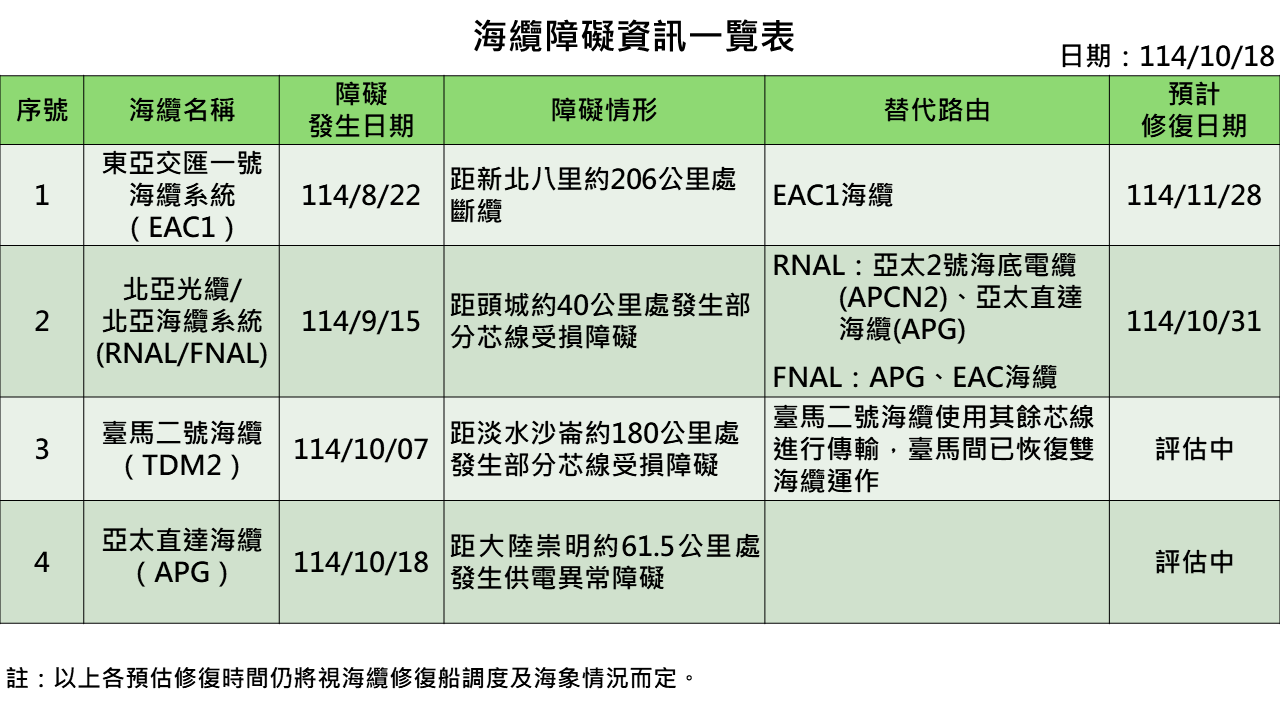 海纜障礙資訊一覽表
日期：114/10/18
序號
海纜名稱
障礙
發生日期
障礙情形
替代路由
預計
修復日期
1
東亞交匯一號
海纜系統
（EAC1）
114/8/22
距新北八里約206公里處
斷纜
EAC1海纜
114/11/28
2
北亞光纜/
北亞海纜系統
(RNAL/FNAL)
114/9/15
距頭城約40公里處發生部
分芯線受損障礙
RNAL：亞太2號海底電纜
(APCN2)、亞太直達
海纜(APG)
FNAL：APG、EAC海纜
114/10/31
3
臺馬二號海纜
（TDM2）
114/10/07
距淡水沙崙約180公里處
發生部分芯線受損障礙
臺馬二號海纜使用其餘芯線
進行傳輸，臺馬間已恢復雙
海纜運作
評估中
4
亞太直達海纜
（APG）
114/10/18
距大陸崇明約61.5公里處
發生供電異常障礙
評估中
註：以上各預估修復時間仍將視海纜修復船調度及海象情況而定。